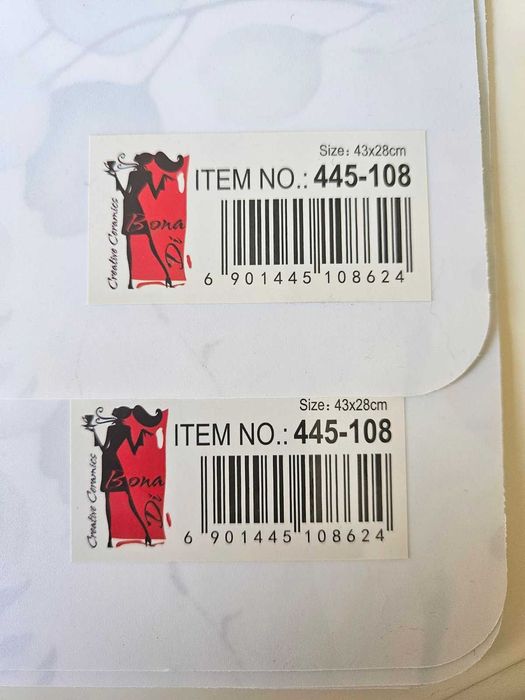 Size: 43x28cm
ITEM NO.: 445-108
Creative Ceramics
Bona
Di
6 901445 108624
Size: 43x28cm
ITEM NO.: 445-108
Creative Ceramics
Bona
Di
6 901445 108624